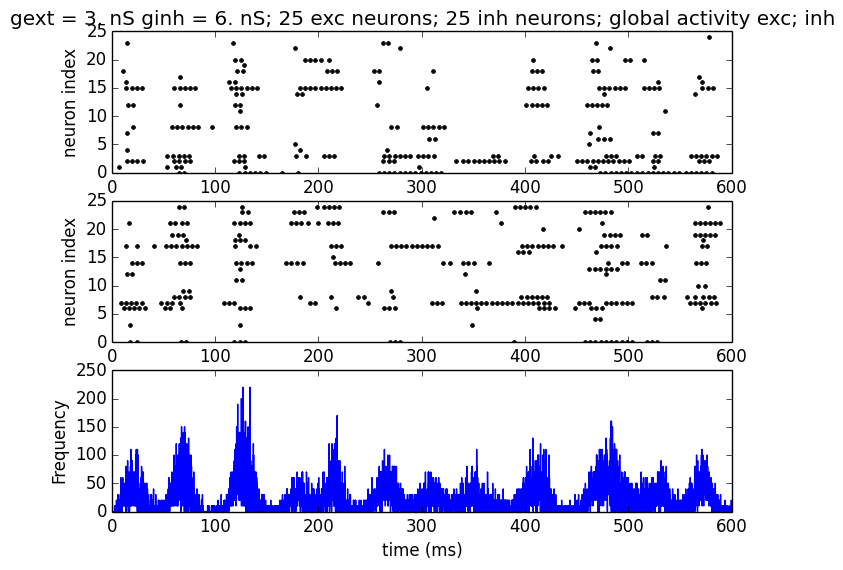 gext = 3. nS ginh = 6. nS; 25 exc neurons; 25 inh neurons; global activity exc; inh
25
20
15
10
5
0
neuron index
0 100 200 300 400 500 600
25
20
15
10
5
0
neuron index
0 100 200 300 400 500 600
250
200
150
100
50
0
Frequency
0 100 200 300 400 500 600
time (ms)